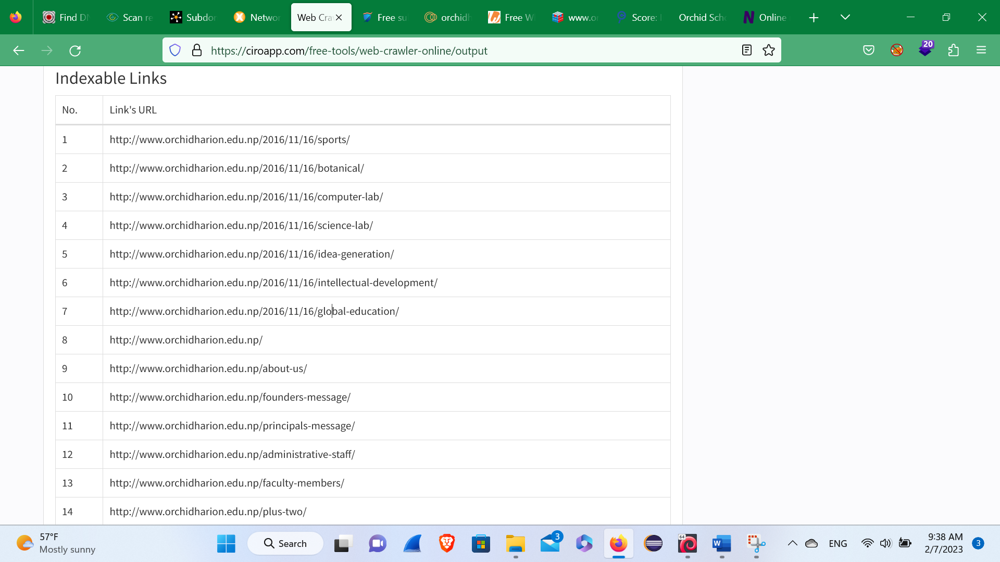 Find D
Scan re
Subdor
Networ
Web Cra
Free su
orchidh
Free W
www.or
Score:
Orchid Scho
Online
https://ciroapp.com/free-tools/web-crawler-online/output
20
Indexable Links
No. Link's URL
1 http://www.orchidharion.edu.np/2016/11/16/sports/
2 http://www.orchidharion.edu.np/2016/11/16/botanical/
3 http://www.orchidharion.edu.np/2016/11/16/computer-lab/
4 http://www.orchidharion.edu.np/2016/11/16/science-lab/
5 http://www.orchidharion.edu.np/2016/11/16/idea-generation/
6 http://www.orchidharion.edu.np/2016/11/16/intellectual-development/
7 http://www.orchidharion.edu.np/2016/11/16/global-education/
8 http://www.orchidharion.edu.np/
9 http://www.orchidharion.edu.np/about-us/
10 http://www.orchidharion.edu.np/founders-message/
11 http://www.orchidharion.edu.np/principals-message/
12 http://www.orchidharion.edu.np/administrative-staff/
13 http://www.orchidharion.edu.np/faculty-members/
14 http://www.orchidharion.edu.np/plus-two/
57°F
Mostly sunny
Search
3
64
W
ENG
9:38 AM
2/7/2023
3